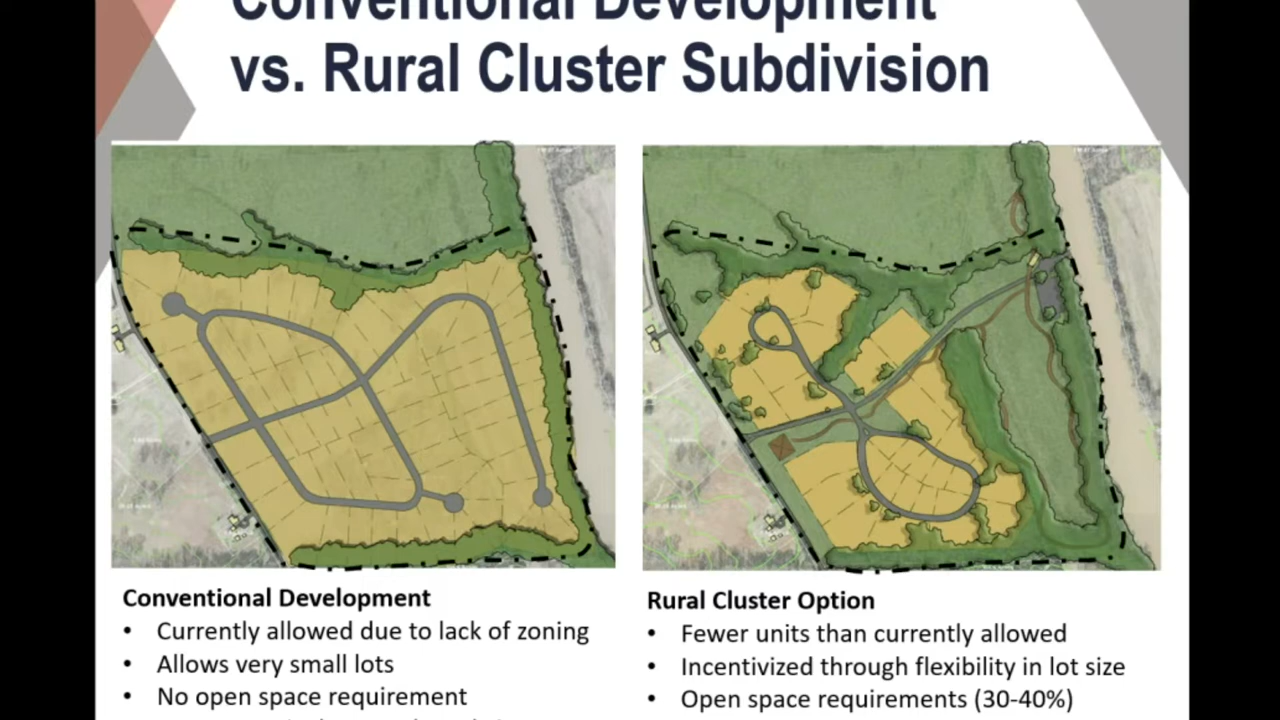 Conventional Development
vs. Rural Cluster Subdivision
Conventional Development
• Currently allowed due to lack of zoning
• Allows very small lots
• No open space requirement
Rural Cluster Option
• Fewer units than currently allowed
• Incentivized through flexibility in lot size
• Open space requirements (30-40%)